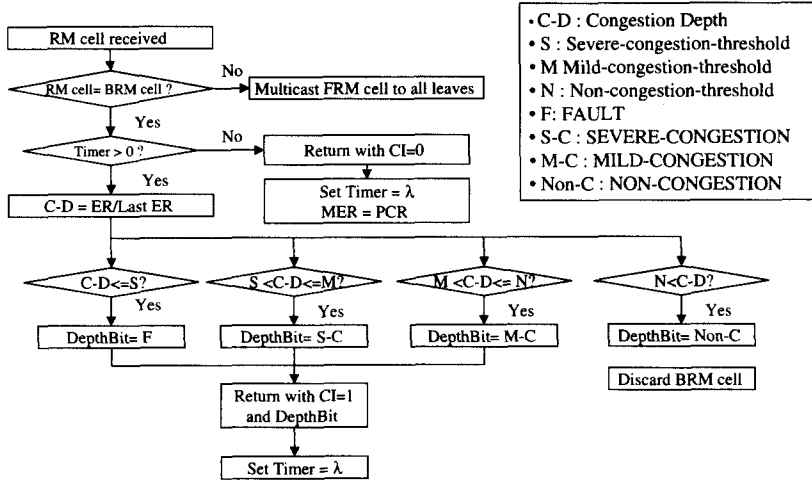 RM cell received
RM cell= BRM cell ?
No
Multicast FRM cell to all leaves
Yes
Timer > 0 ?
No
Return with CI=0
Yes
Set Timer = λ
MER = PCR
C-D = ER/Last ER
C-D<=S?
S <C-D<=M?
M <C-D<= N?
N<C-D?
Yes
Yes
Yes
Yes
DepthBit= F
DepthBit= S-C
DepthBit= M-C
DepthBit= Non-C
Discard BRM cell
Return with CI=1
and DepthBit
Set Timer = λ
• C-D : Congestion Depth
• S : Severe-congestion-threshold
• M Mild-congestion-threshold
• N : Non-congestion-threshold
• F: FAULT
• S-C : SEVERE-CONGESTION
• M-C : MILD-CONGESTION
• Non-C : NON-CONGESTION